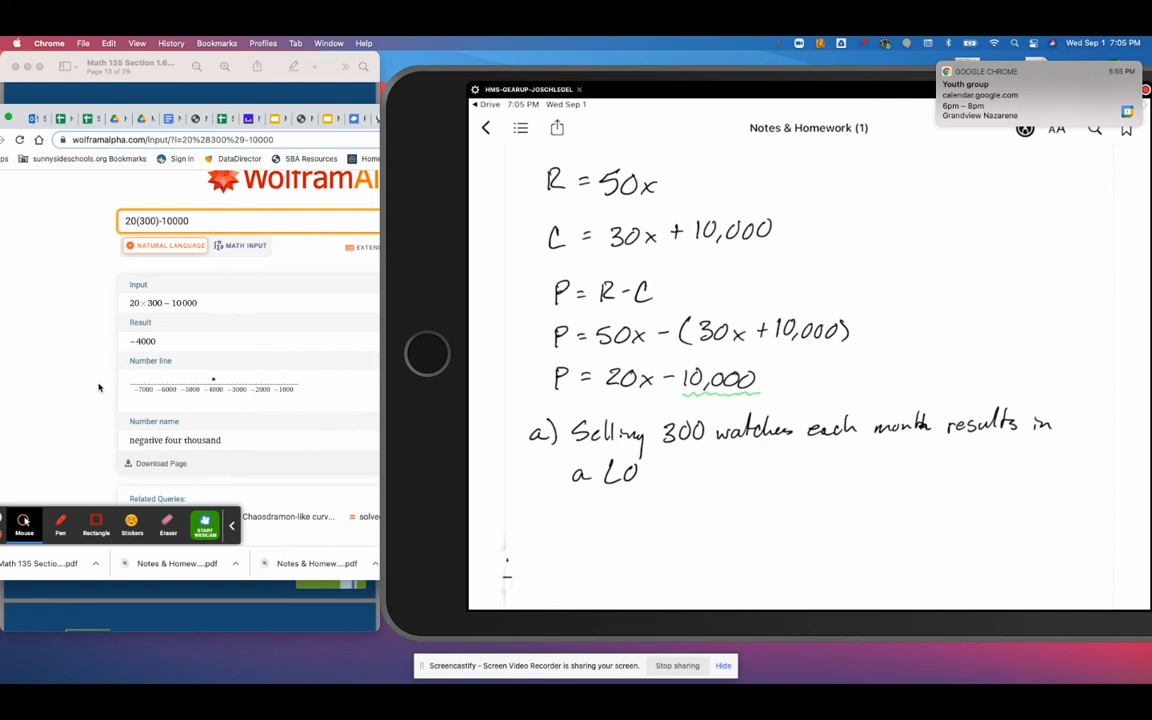 Chrome File Edit View History Bookmarks Profiles Tab Window Help
Wed Sep 1 7:05 PM
Math 135 Section 1.6...
Page 13 of 29
wolframalpha.com/input/?i=20%28300%29-10000
sunnysideschools.org Bookmarks Sign in DataDirector SBA Resources Home
WolframAl
20(300)-10000
NATURAL LANGUAGE MATH INPUT EXTEN
Input
20×300 − 10000
Result
−4000
Number line
−7000 −6000 −5000 −4000 −3000 −2000 −1000
Number name
negative four thousand
Download Page
Related Queries:
Chaosdramon-like curv... = solve
Mouse Pen Rectangle Stickers Eraser START WEBCAM
Math 135 Sectio....pdf Notes & Homew....pdf Notes & Homew....pdf
GOOGLE CHROME 5:55 PM
Youth group
calendar.google.com
6pm – 8pm
Grandview Nazarene
HMS-GEARUP-JOSCHLEGEL
Drive 7:05 PM Wed Sep 1
Notes & Homework (1)
AA
R = 50x
C = 30x + 10,000
P = R - C
P = 50x - (30x + 10,000)
P = 20x - 10,000
a) Selling 300 watches each month results in
a LO
Screencastify - Screen Video Recorder is sharing your screen. Stop sharing Hide